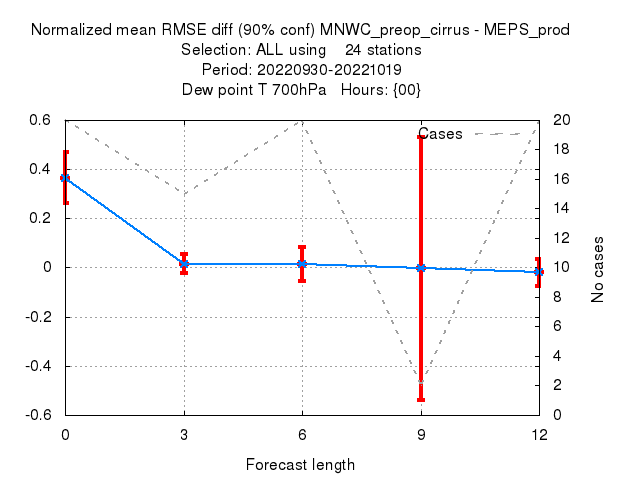 Normalized mean RMSE diff (90% conf) MNWC_preop_cirrus - MEPS_prod
Selection: ALL using 24 stations
Period: 20220930-20221019
Dew point T 700hPa Hours: {00}
Cases
0.6
0.4
0.2
0
-0.2
-0.4
-0.6
20
18
16
14
12
10
8
6
4
2
0
No cases
0 3 6 9 12
Forecast length